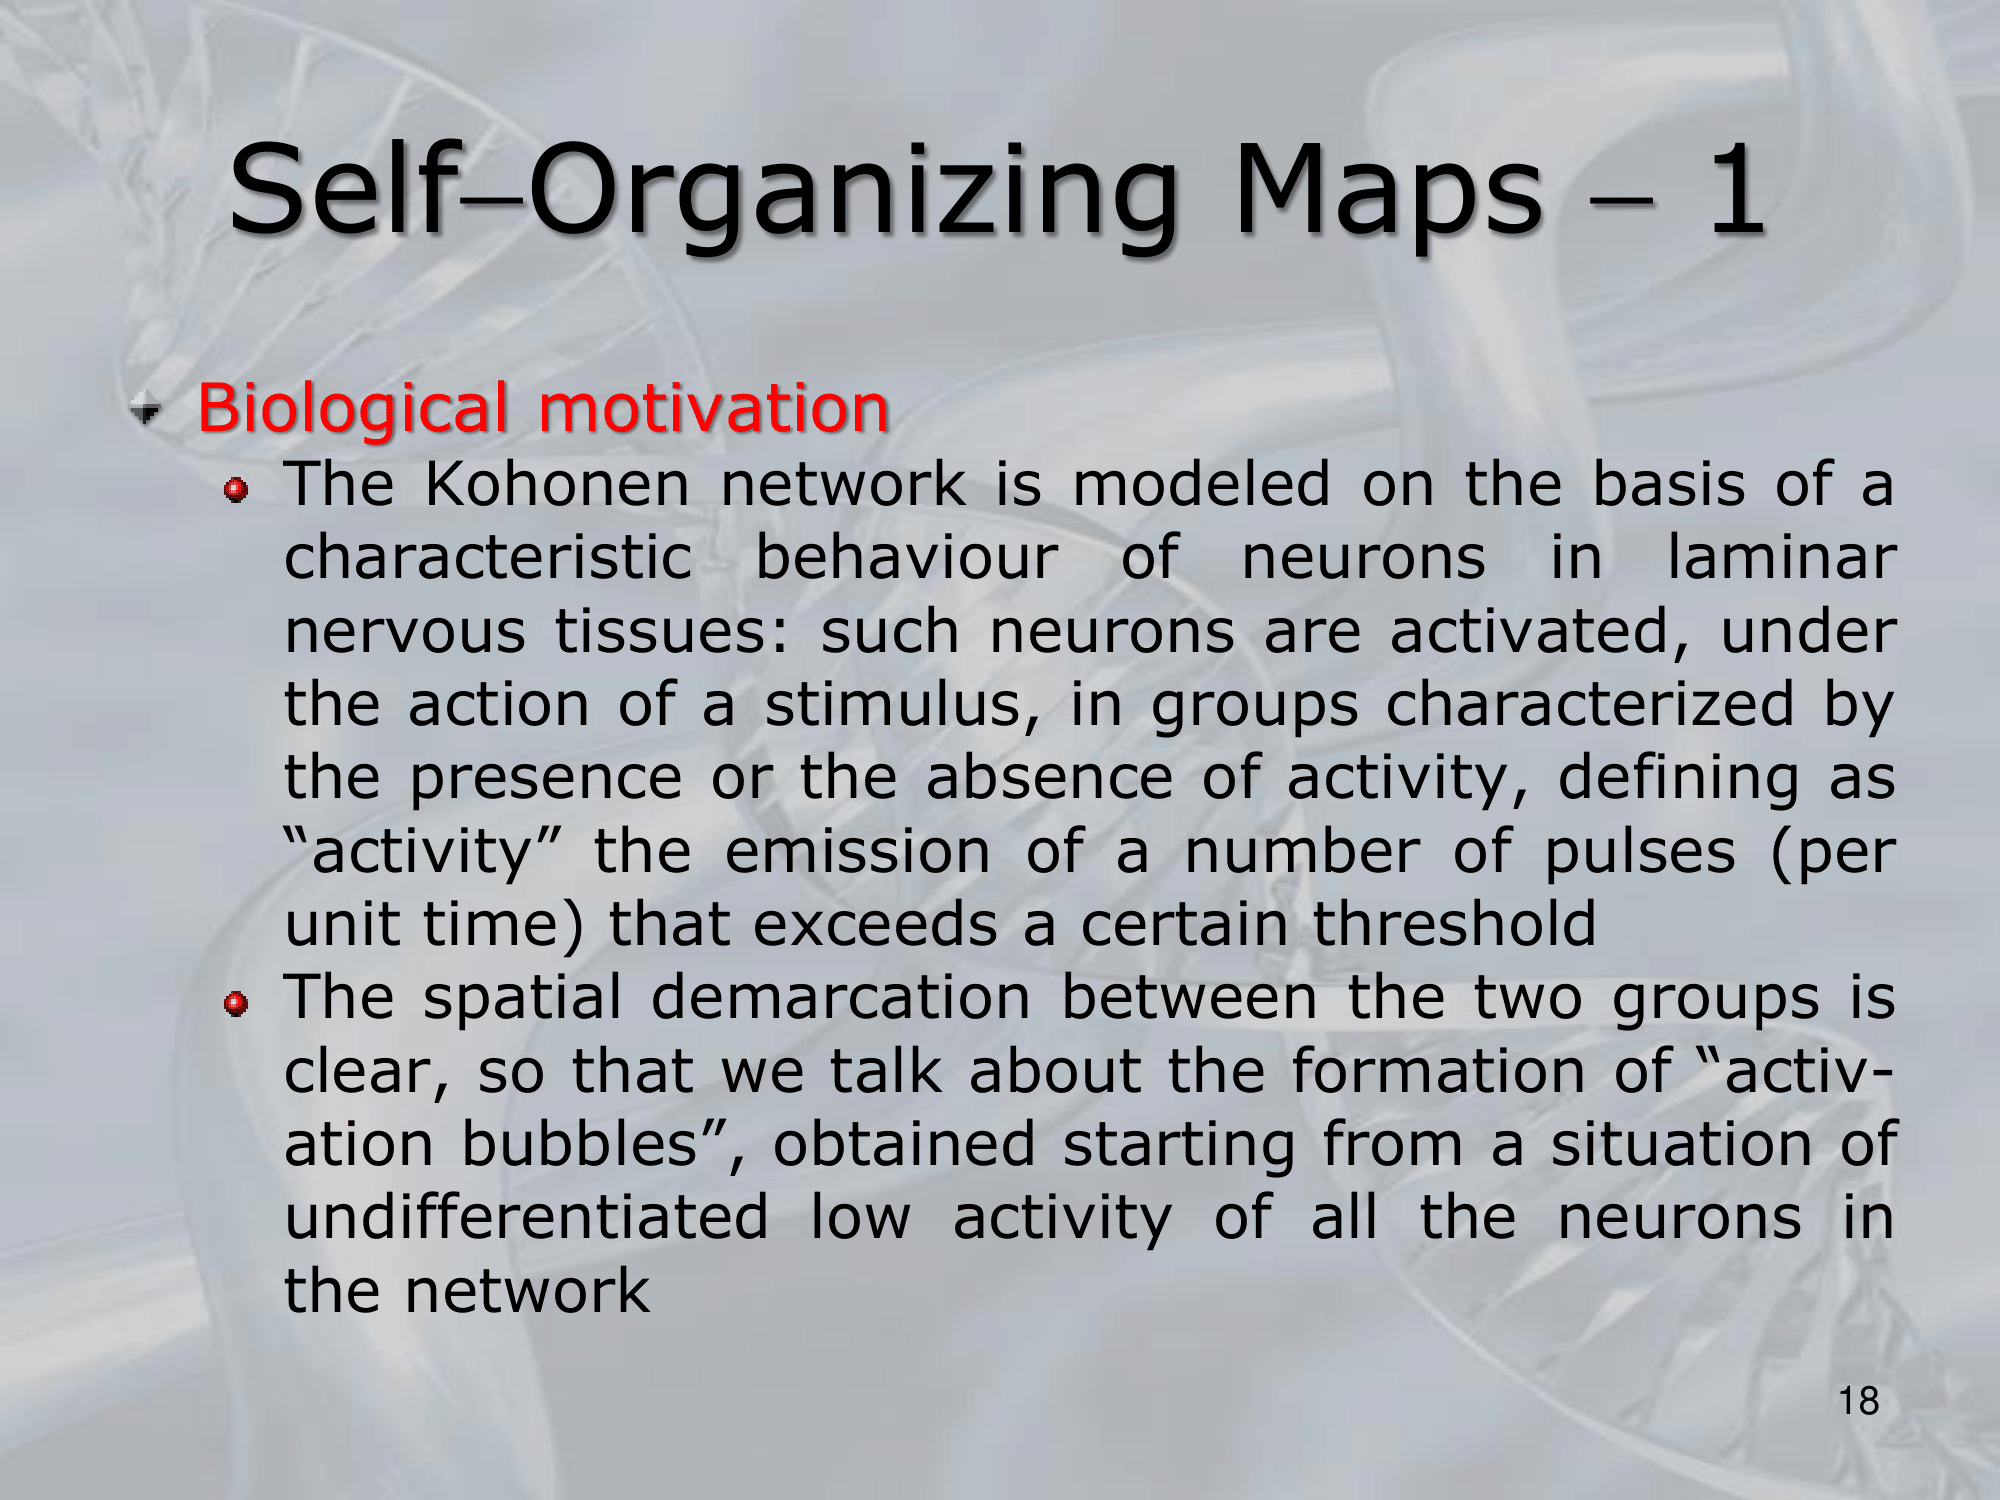 Self–Organizing Maps – 1
Biological motivation
The Kohonen network is modeled on the basis of a
characteristic behaviour of neurons in laminar
nervous tissues: such neurons are activated, under
the action of a stimulus, in groups characterized by
the presence or the absence of activity, defining as
“activity” the emission of a number of pulses (per
unit time) that exceeds a certain threshold
The spatial demarcation between the two groups is
clear, so that we talk about the formation of “activ-
ation bubbles”, obtained starting from a situation of
undifferentiated low activity of all the neurons in
the network
18